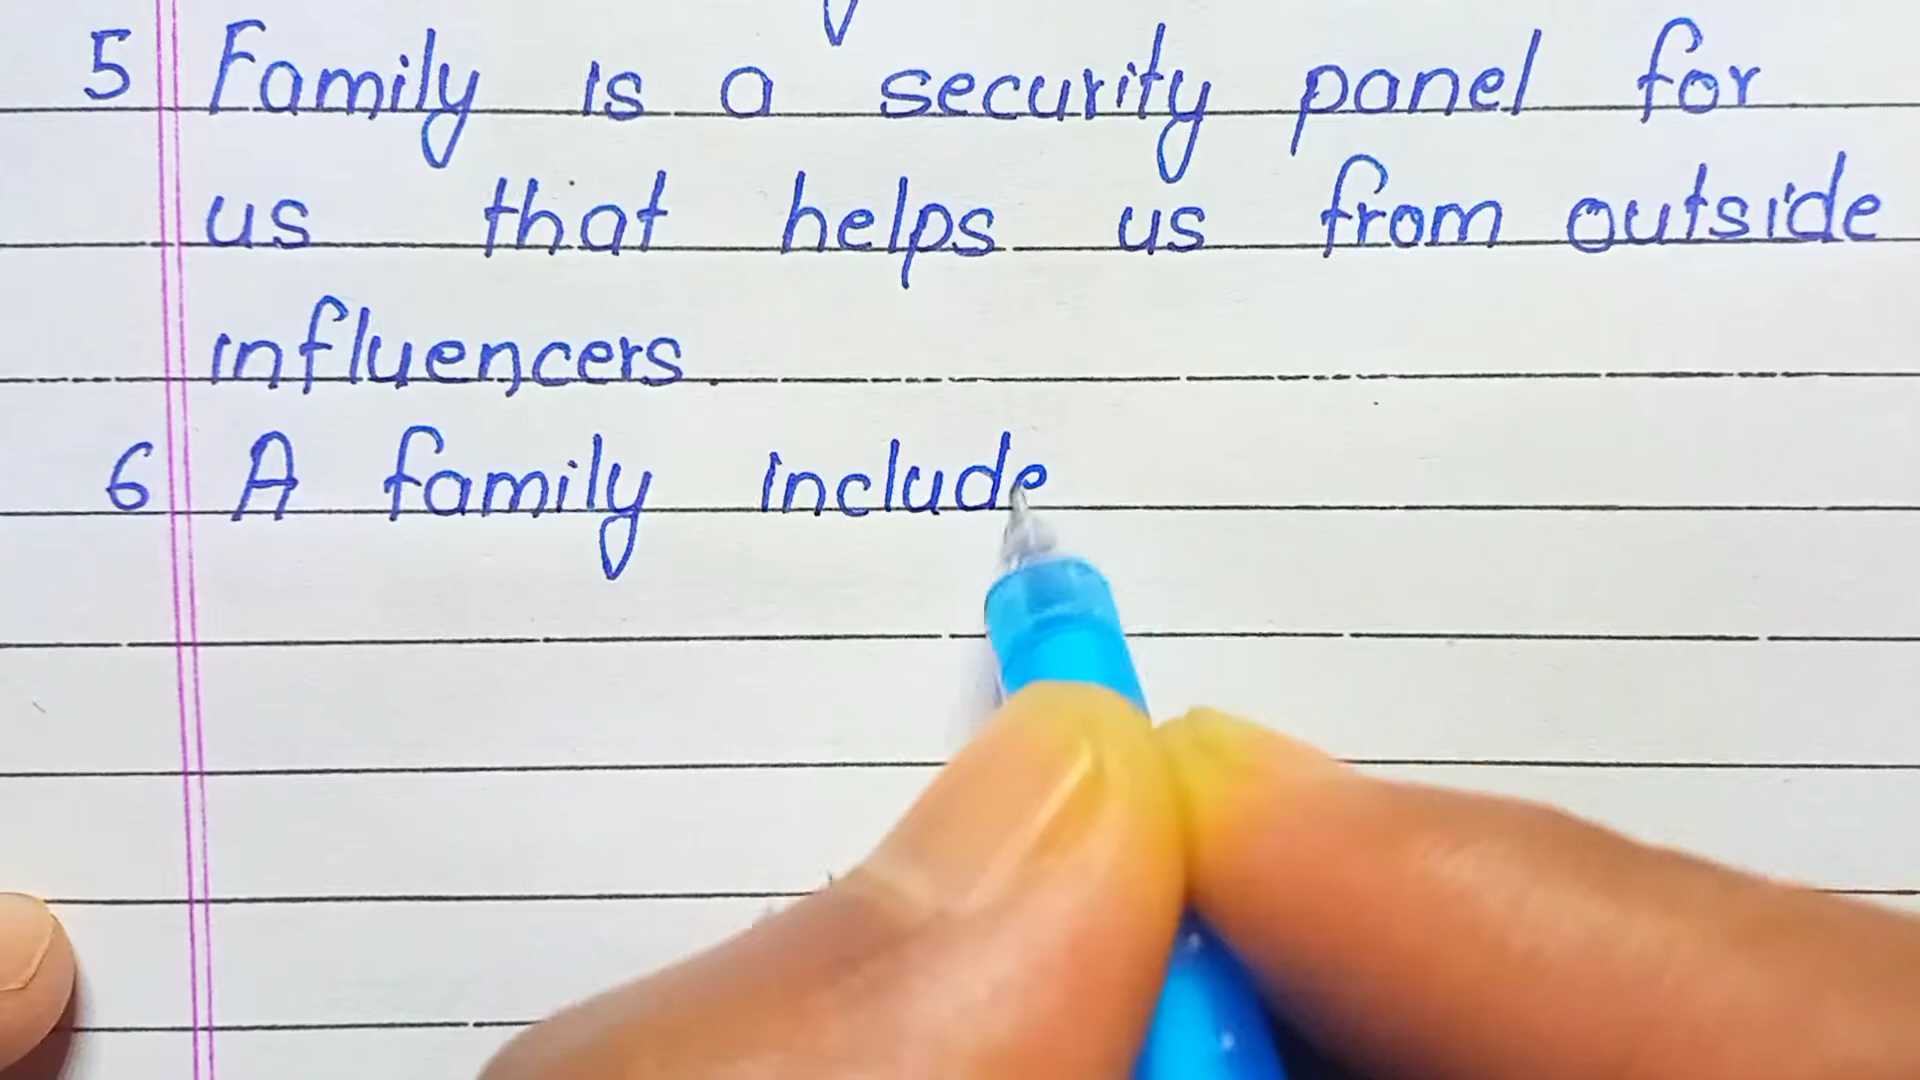 5 Family is a security panel for
us that helps us from outside
influencers.
6 A family include